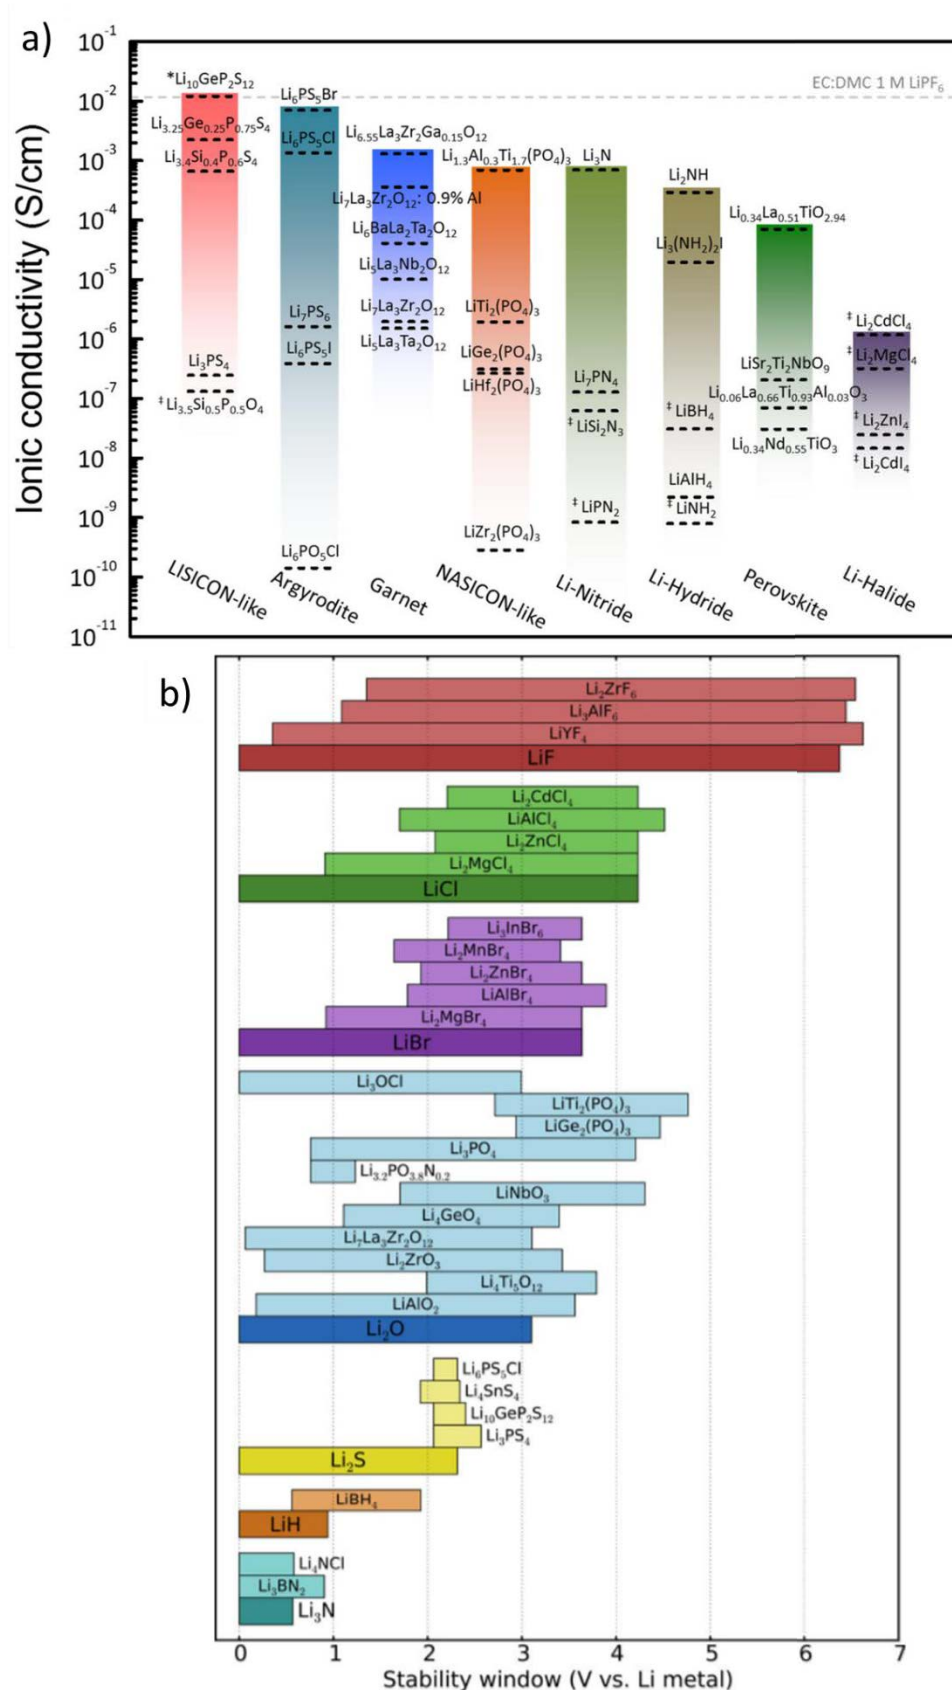 a)
10⁻¹
10⁻²
10⁻³
10⁻⁴
10⁻⁵
10⁻⁶
10⁻⁷
10⁻⁸
10⁻⁹
10⁻¹⁰
10⁻¹¹
Ionic conductivity (S/cm)
EC:DMC 1 M LiPF₆
*Li₁₀GeP₂S₁₂
Li₃.₂₅Ge₀.₂₅P₀.₇₅S₄
Li₃.₄Si₀.₄P₀.₆S₄
Li₃PS₄
‡Li₃.₅Si₀.₅P₀.₅O₄
Li₆PS₅Br
Li₆PS₅Cl
Li₇PS₆
Li₆PS₅I
Li₆PO₅Cl
Li₆.₅₅La₃Zr₂Ga₀.₁₅O₁₂
Li₇La₃Zr₂O₁₂: 0.9% Al
Li₆BaLa₂Ta₂O₁₂
Li₅La₃Nb₂O₁₂
Li₇La₃Zr₂O₁₂
Li₅La₃Ta₂O₁₂
Li₁.₃Al₀.₃Ti₁.₇(PO₄)₃
LiTi₂(PO₄)₃
LiGe₂(PO₄)₃
LiHf₂(PO₄)₃
LiZr₂(PO₄)₃
Li₃N
Li₇PN₄
‡ LiSi₂N₃
‡ LiPN₂
Li₂NH
Li₃(NH₂)₂I
‡ LiBH₄
LiAlH₄
‡ LiNH₂
Li₀.₃₄La₀.₅₁TiO₂.₉₄
LiSr₂Ti₂NbO₉
Li₀.₀₆La₀.₆₆Ti₀.₉₃Al₀.₀₃O₃
Li₀.₃₄Nd₀.₅₅TiO₃
‡ Li₂CdCl₄
‡ Li₂MgCl₄
‡ Li₂ZnI₄
‡ Li₂CdI₄
LISICON-like
Argyrodite
Garnet
NASICON-like
Li-Nitride
Li-Hydride
Perovskite
Li-Halide
b)
Li₂ZrF₆
Li₃AlF₆
LiYF₄
LiF
Li₂CdCl₄
LiAlCl₄
Li₂ZnCl₄
Li₂MgCl₄
LiCl
Li₃InBr₆
Li₂MnBr₄
Li₂ZnBr₄
LiAlBr₄
Li₂MgBr₄
LiBr
Li₃OCl
LiTi₂(PO₄)₃
LiGe₂(PO₄)₃
Li₃PO₄
Li₃.₂PO₃.₈N₀.₂
LiNbO₃
Li₄GeO₄
Li₇La₃Zr₂O₁₂
Li₂ZrO₃
Li₄Ti₅O₁₂
LiAlO₂
Li₂O
Li₆PS₅Cl
Li₄SnS₄
Li₁₀GeP₂S₁₂
Li₃PS₄
Li₂S
LiBH₄
LiH
Li₄NCl
Li₃BN₂
Li₃N
0 1 2 3 4 5 6 7
Stability window (V vs. Li metal)